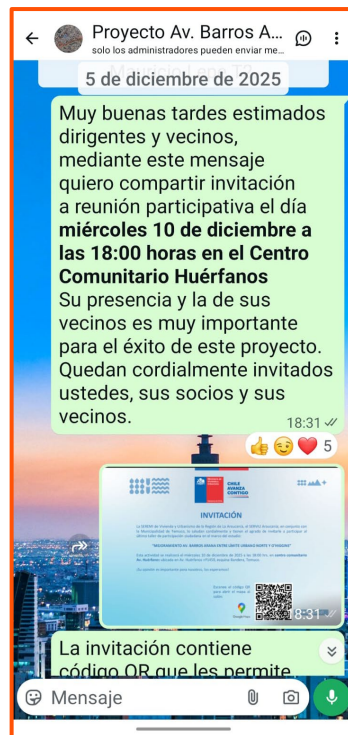 Proyecto Av. Barros A...
solo los administradores pueden enviar me...
5 de diciembre de 2025
Muy buenas tardes estimados
dirigentes y vecinos,
mediante este mensaje
quiero compartir invitación
a reunión participativa el día
miércoles 10 de diciembre a
las 18:00 horas en el Centro
Comunitario Huérfanos
Su presencia y la de sus
vecinos es muy importante
para el éxito de este proyecto.
Quedan cordialmente invitados
ustedes, sus socios y sus
vecinos.
18:31
5
CHILE
AVANZA
CONTIGO
INVITACIÓN
8:31
La invitación contiene
código QR que les permite
Mensaje